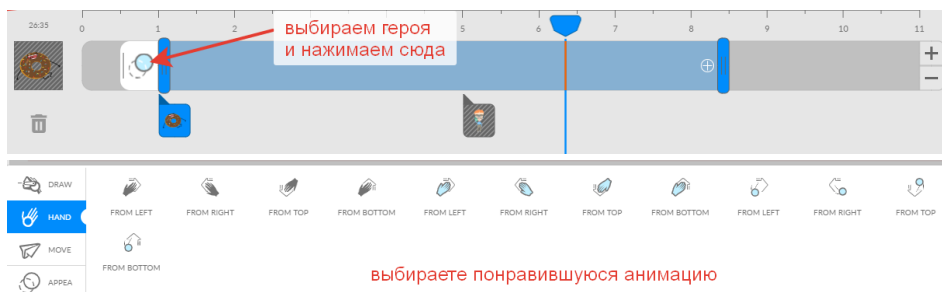 26:35
0 1 2 3 4 5 6 7 8 9 10 11
выбираем героя
и нажимаем сюда
DRAW
HAND
MOVE
APPEA
FROM LEFT FROM RIGHT FROM TOP FROM BOTTOM FROM LEFT FROM RIGHT FROM TOP FROM BOTTOM FROM LEFT FROM RIGHT FROM TOP
FROM BOTTOM
выбираете понравившуюся анимацию